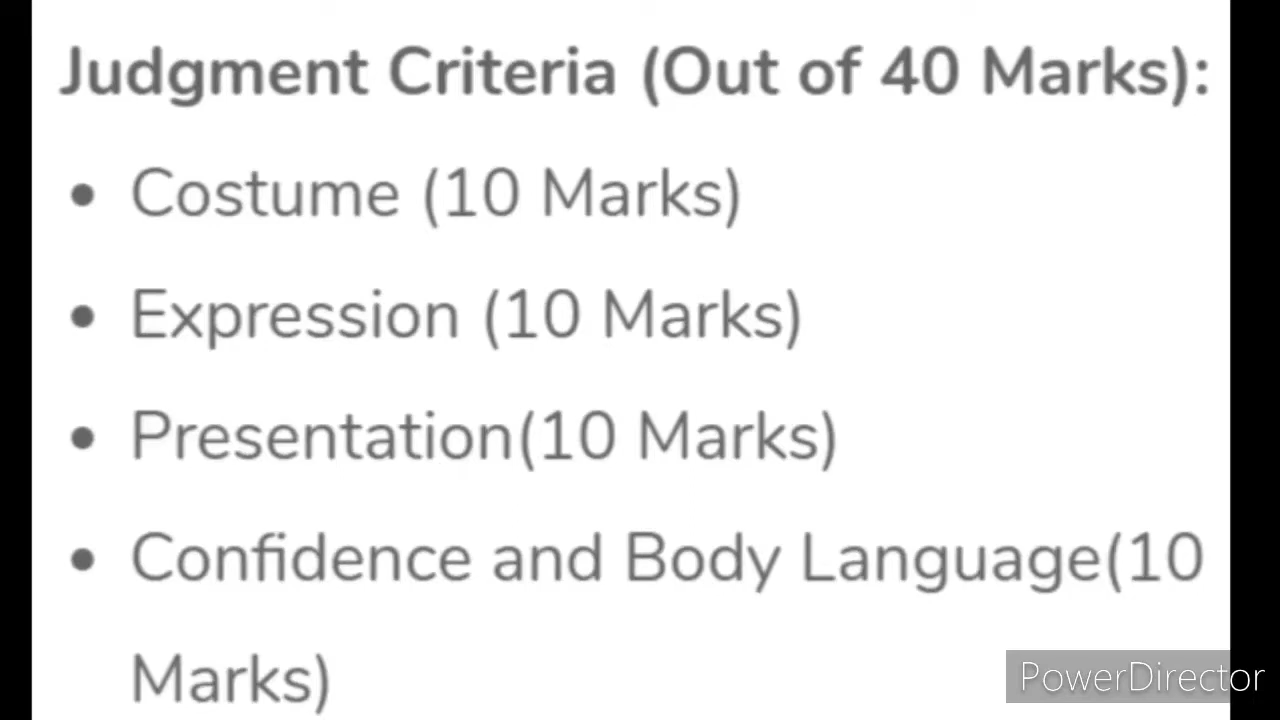 Judgment Criteria (Out of 40 Marks):
• Costume (10 Marks)
• Expression (10 Marks)
• Presentation(10 Marks)
• Confidence and Body Language(10
Marks)
PowerDirector